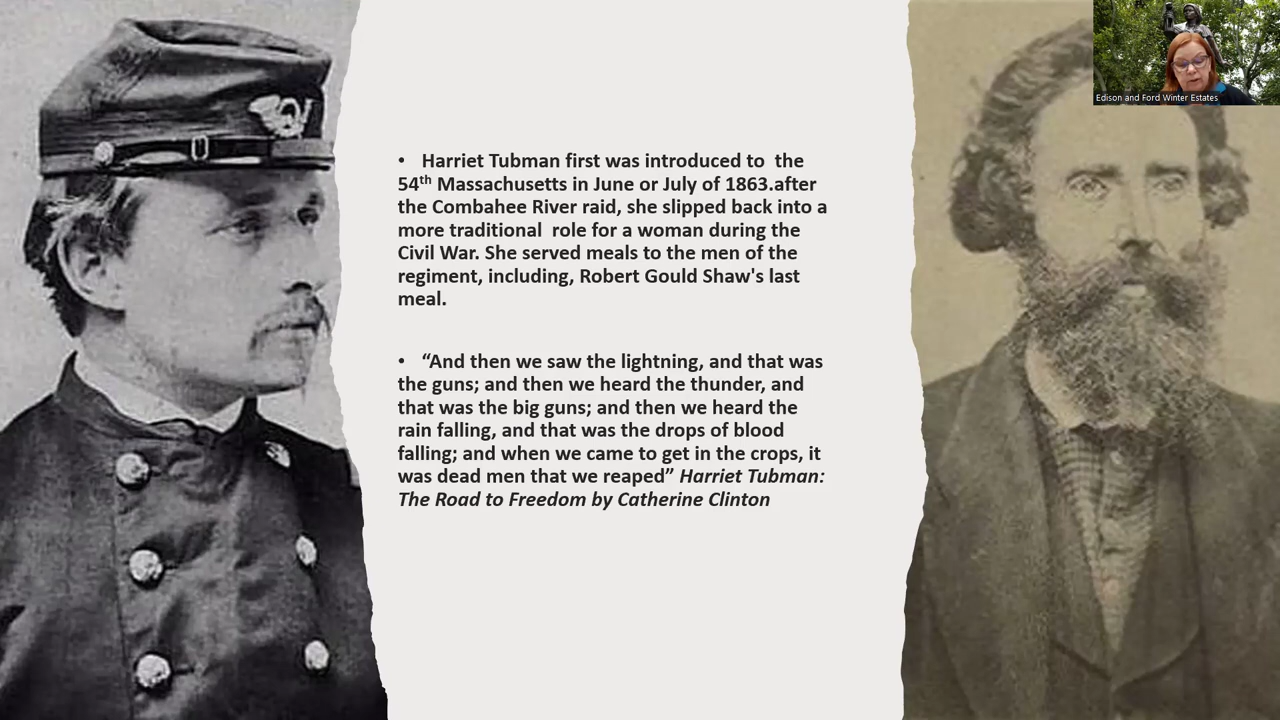 Edison and Ford Winter Estates
• Harriet Tubman first was introduced to  the
54th Massachusetts in June or July of 1863.after
the Combahee River raid, she slipped back into a
more traditional  role for a woman during the
Civil War. She served meals to the men of the
regiment, including, Robert Gould Shaw's last
meal.
• “And then we saw the lightning, and that was
the guns; and then we heard the thunder, and
that was the big guns; and then we heard the
rain falling, and that was the drops of blood
falling; and when we came to get in the crops, it
was dead men that we reaped” Harriet Tubman:
The Road to Freedom by Catherine Clinton